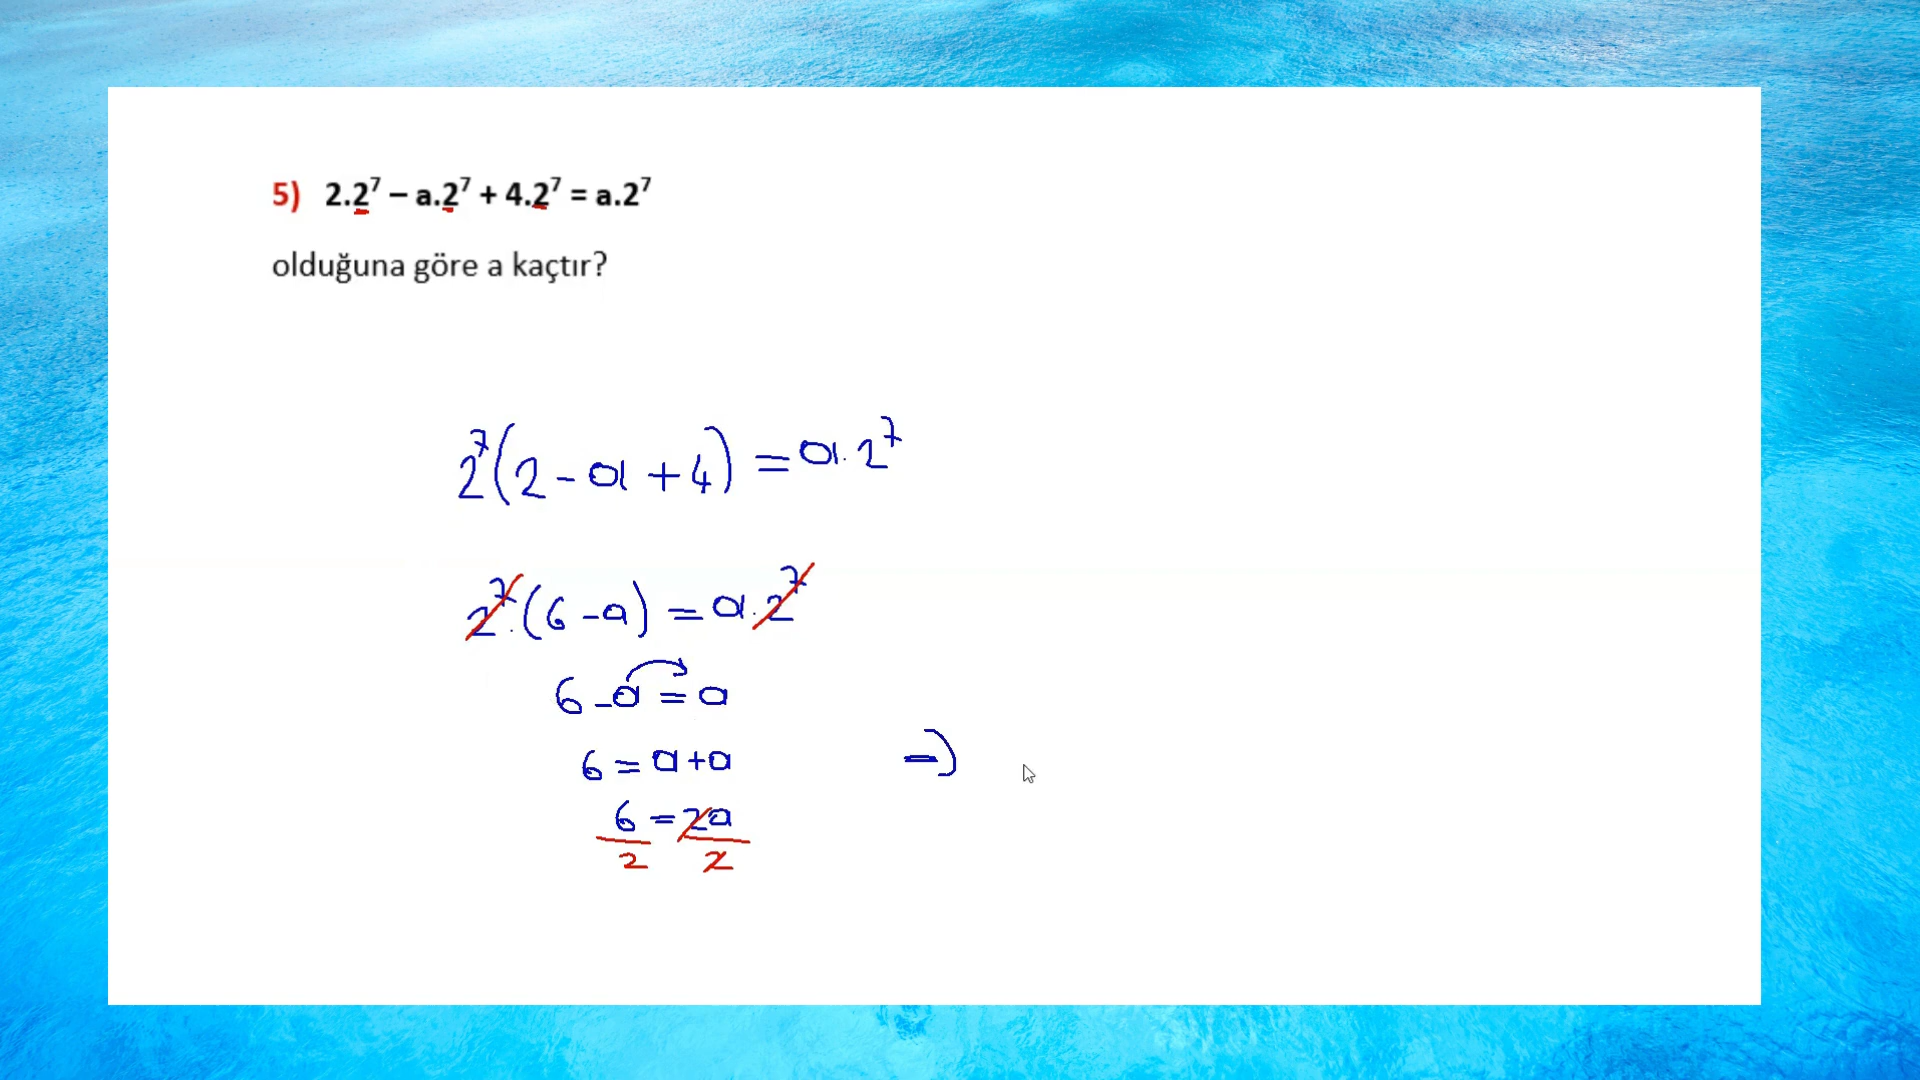 5) 2.2⁷ – a.2⁷ + 4.2⁷ = a.2⁷
olduğuna göre a kaçtır?
2⁷(2 - a + 4) = a.2⁷
2⁷.(6 - a) = a.2⁷
6 - a = a
6 = a + a ⇒
6/2 = 2a/2